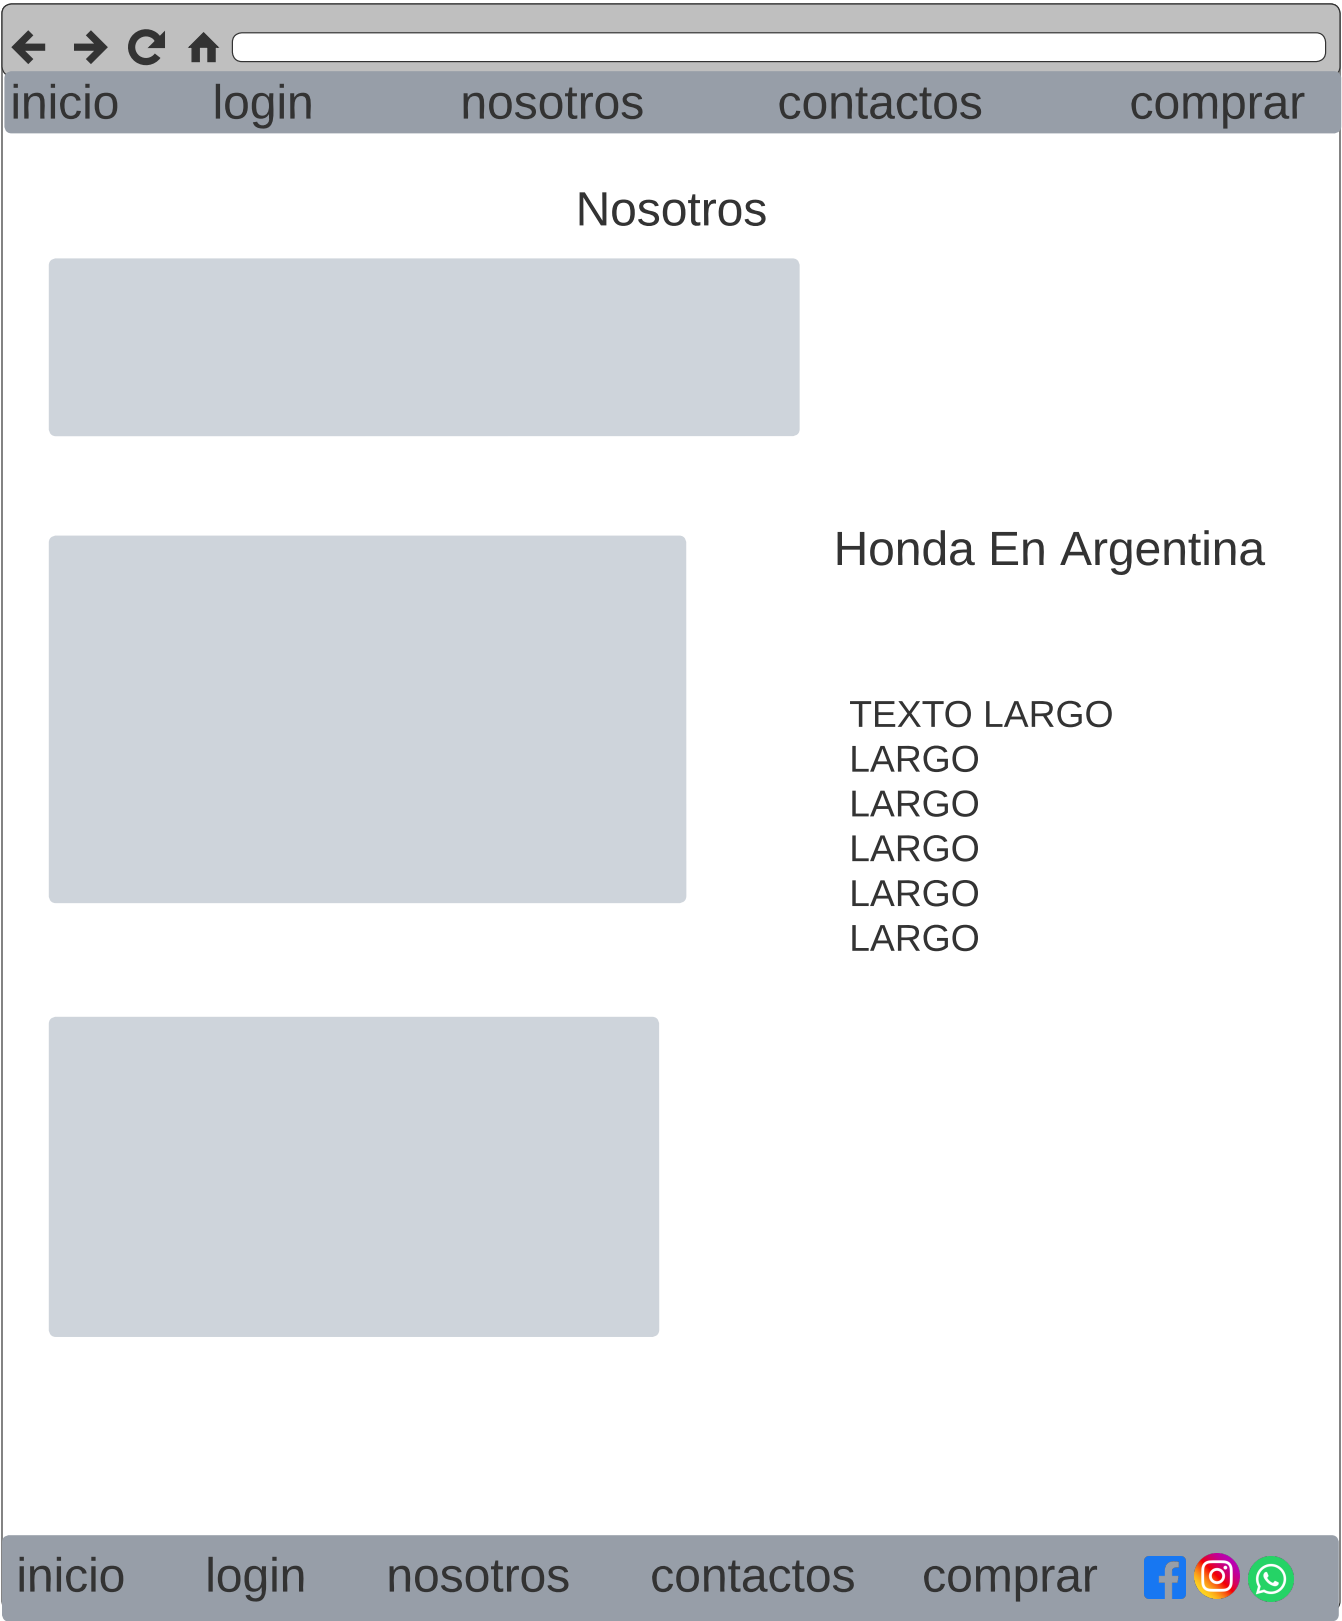 inicio login nosotros contactos comprar
Nosotros
Honda En Argentina
TEXTO LARGO
LARGO
LARGO
LARGO
LARGO
LARGO
inicio login nosotros contactos comprar